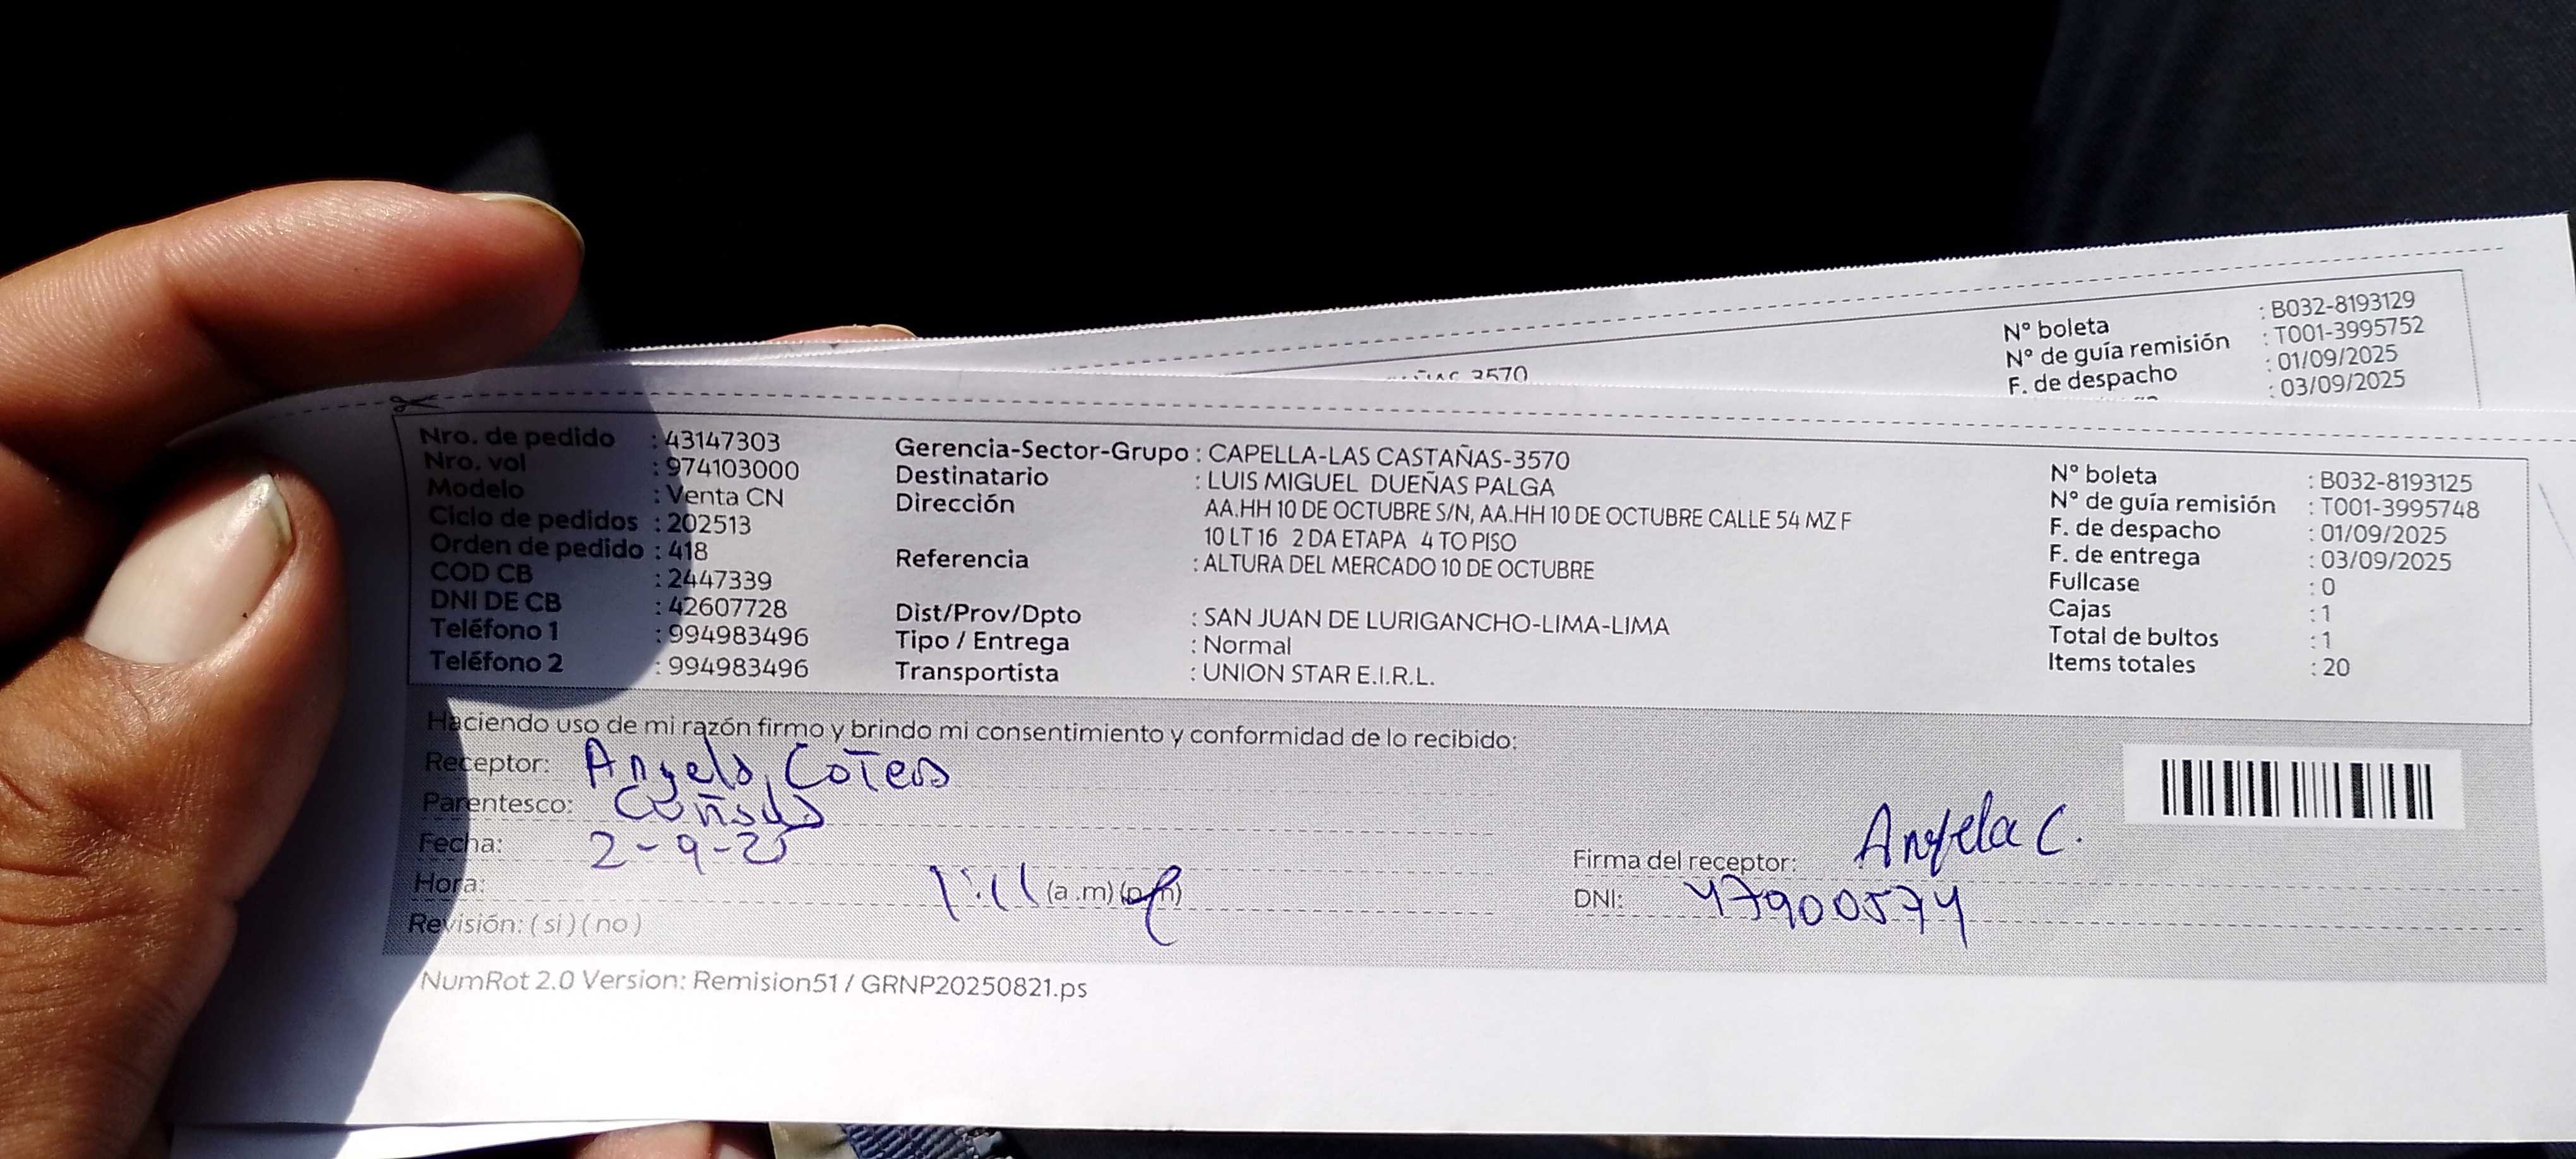 Nº boleta : B032-8193129
Nº de guía remisión : T001-3995752
F. de despacho : 01/09/2025
: 03/09/2025
3570
Nro. de pedido : 43147303
Nro. vol : 974103000
Modelo : Venta CN
Ciclo de pedidos : 202513
Orden de pedido : 418
COD CB : 2447339
DNI DE CB : 42607728
Teléfono 1 : 994983496
Teléfono 2 : 994983496
Gerencia-Sector-Grupo : CAPELLA-LAS CASTAÑAS-3570
Destinatario : LUIS MIGUEL DUEÑAS PALGA
Dirección AA.HH 10 DE OCTUBRE S/N, AA.HH 10 DE OCTUBRE CALLE 54 MZ F
10 LT 16 2 DA ETAPA 4 TO PISO
Referencia : ALTURA DEL MERCADO 10 DE OCTUBRE
Dist/Prov/Dpto : SAN JUAN DE LURIGANCHO-LIMA-LIMA
Tipo / Entrega : Normal
Transportista : UNION STAR E.I.R.L.
Nº boleta : B032-8193125
Nº de guía remisión : T001-3995748
F. de despacho : 01/09/2025
F. de entrega : 03/09/2025
Fullcase : 0
Cajas : 1
Total de bultos : 1
Items totales : 20
Haciendo uso de mi razón firmo y brindo mi consentimiento y conformidad de lo recibido:
Receptor: Angela
Parentesco: Cuñada
Fecha: 2-9-25
Hora: (a.m) (p.m)
Revisión: ( si ) ( no )
Firma del receptor: Angela C.
DNI: 47900574
NumRot 2.0 Version: Remision51 / GRNP20250821.ps